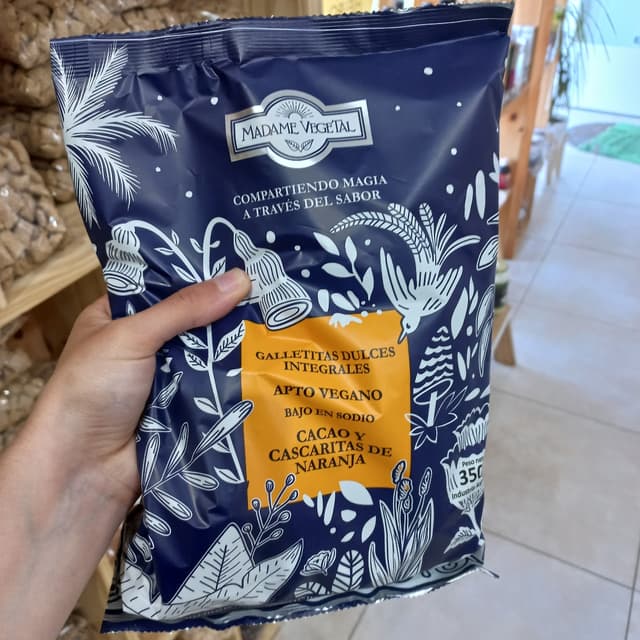 MADAME VEGETAL
COMPARTIENDO MAGIA
A TRAVÉS DEL SABOR
GALLETITAS DULCES
INTEGRALES
APTO VEGANO
BAJO EN SODIO
CACAO Y
CASCARITAS DE
NARANJA
Peso
350